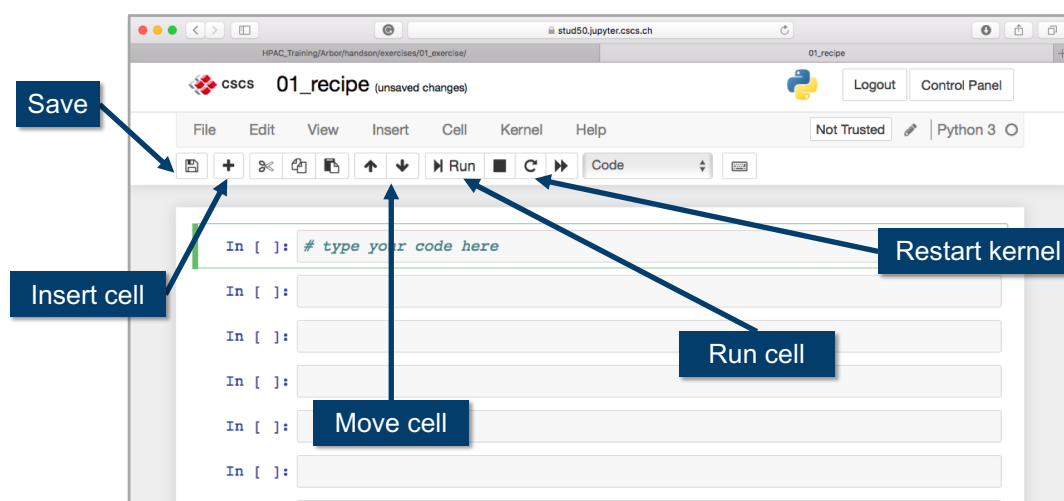 stud50.jupyter.cscs.ch
HPAC_Training/Arbor/handson/exercises/01_exercise/
01_recipe
cscs 01_recipe (unsaved changes)
Logout
Control Panel
Save
File Edit View Insert Cell Kernel Help
Not Trusted
Python 3
Run
Code
In [ ]: # type your code here
Restart kernel
Insert cell
In [ ]:
In [ ]:
Run cell
In [ ]:
Move cell
In [ ]:
In [ ]: